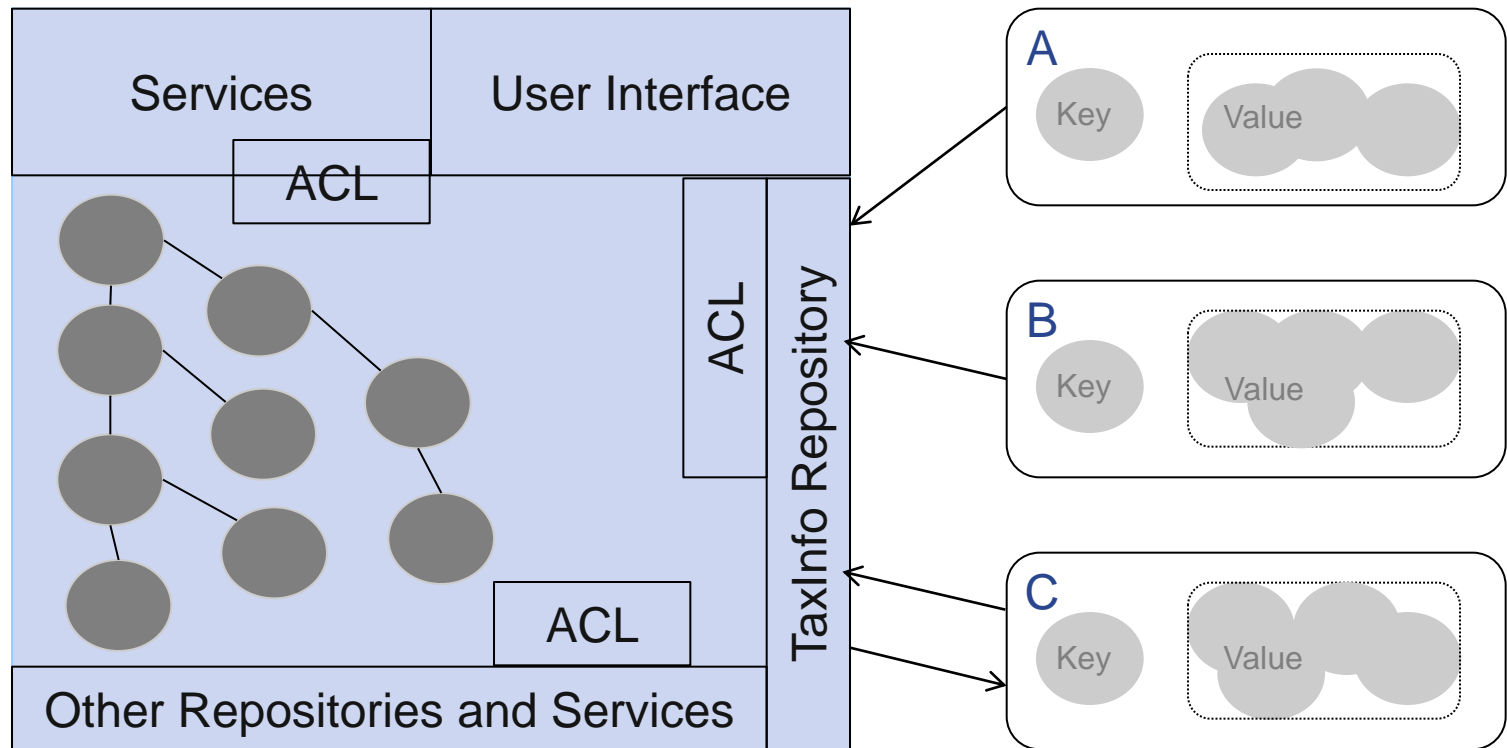 Services
User Interface
ACL
ACL
TaxInfo Repository
ACL
Other Repositories and Services
A
Key
Value
B
Key
Value
C
Key
Value